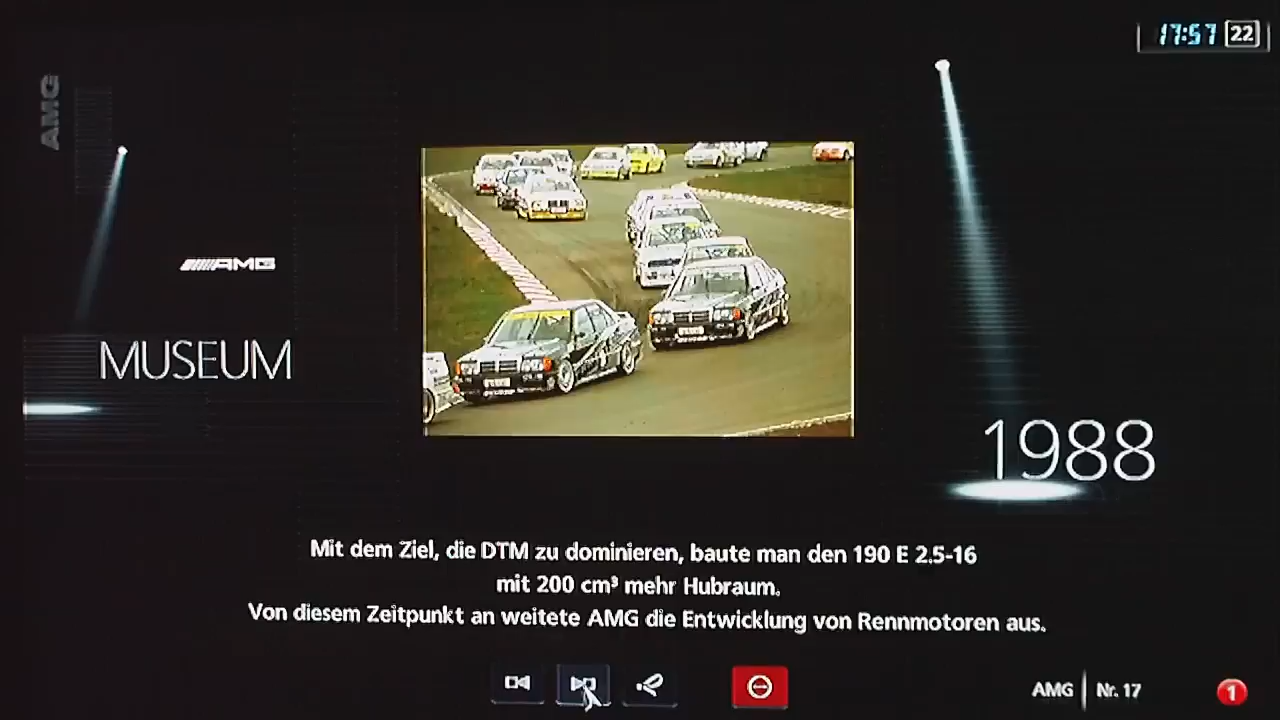 17:57 22
AMG
AMG
MUSEUM
1988
Mit dem Ziel, die DTM zu dominieren, baute man den 190 E 2.5-16
mit 200 cm³ mehr Hubraum.
Von diesem Zeitpunkt an weitete AMG die Entwicklung von Rennmotoren aus.
AMG | Nr. 17
1